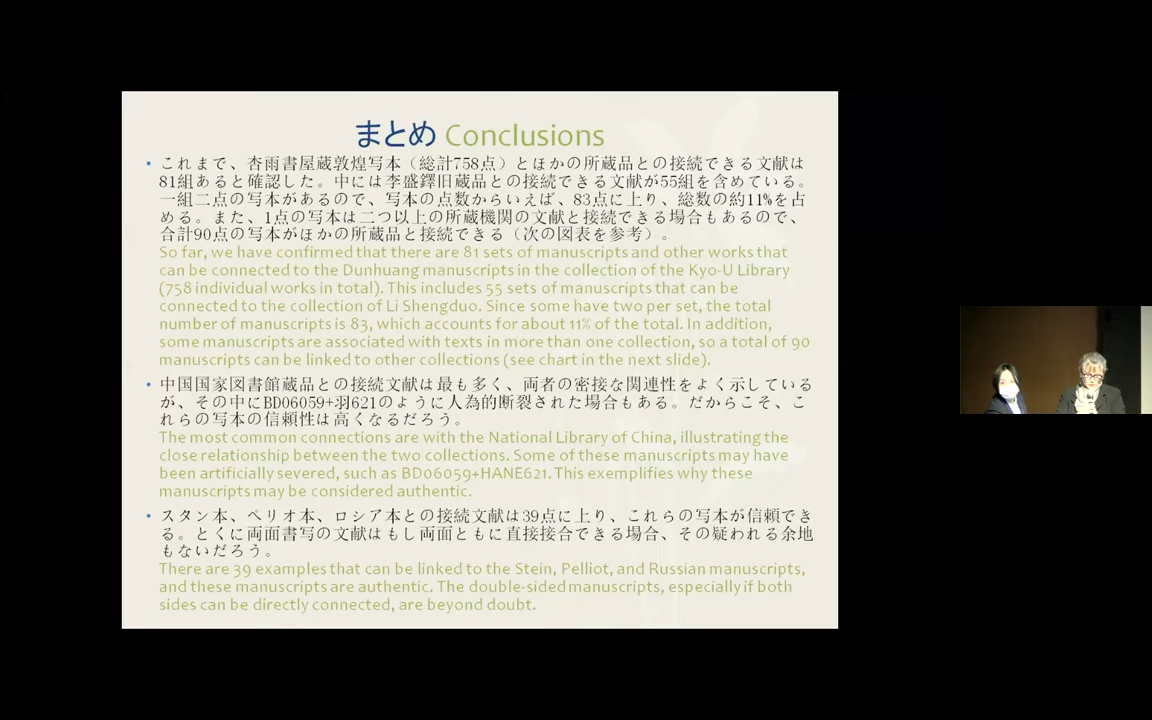 まとめ Conclusions
• これまで、杏雨書屋蔵敦煌写本（総計758点）とほかの所蔵品との接続できる文献は
81組あると確認した。中には李盛鐸旧蔵品との接続できる文献が55組を含めている。
一組二点の写本があるので、写本の点数からいえば、83点に上り、総数の約11%を占
める。また、1点の写本は二つ以上の所蔵機関の文献と接続できる場合もあるので、
合計90点の写本がほかの所蔵品と接続できる（次の図表を参考）。
So far, we have confirmed that there are 81 sets of manuscripts and other works that
can be connected to the Dunhuang manuscripts in the collection of the Kyo-U Library
(758 individual works in total). This includes 55 sets of manuscripts that can be
connected to the collection of Li Shengduo. Since some have two per set, the total
number of manuscripts is 83, which accounts for about 11% of the total. In addition,
some manuscripts are associated with texts in more than one collection, so a total of 90
manuscripts can be linked to other collections (see chart in the next slide).
• 中国国家図書館蔵品との接続文献は最も多く、両者の密接な関連性をよく示している
が、その中にBD06059+羽621のように人為的断裂された場合もある。だからこそ、こ
れらの写本の信頼性は高くなるだろう。
The most common connections are with the National Library of China, illustrating the
close relationship between the two collections. Some of these manuscripts may have
been artificially severed, such as BD06059+HANE621. This exemplifies why these
manuscripts may be considered authentic.
• スタン本、ペリオ本、ロシア本との接続文献は39点に上り、これらの写本が信頼でき
る。とくに両面書写の文献はもし両面ともに直接接合できる場合、その疑われる余地
もないだろう。
There are 39 examples that can be linked to the Stein, Pelliot, and Russian manuscripts,
and these manuscripts are authentic. The double-sided manuscripts, especially if both
sides can be directly connected, are beyond doubt.